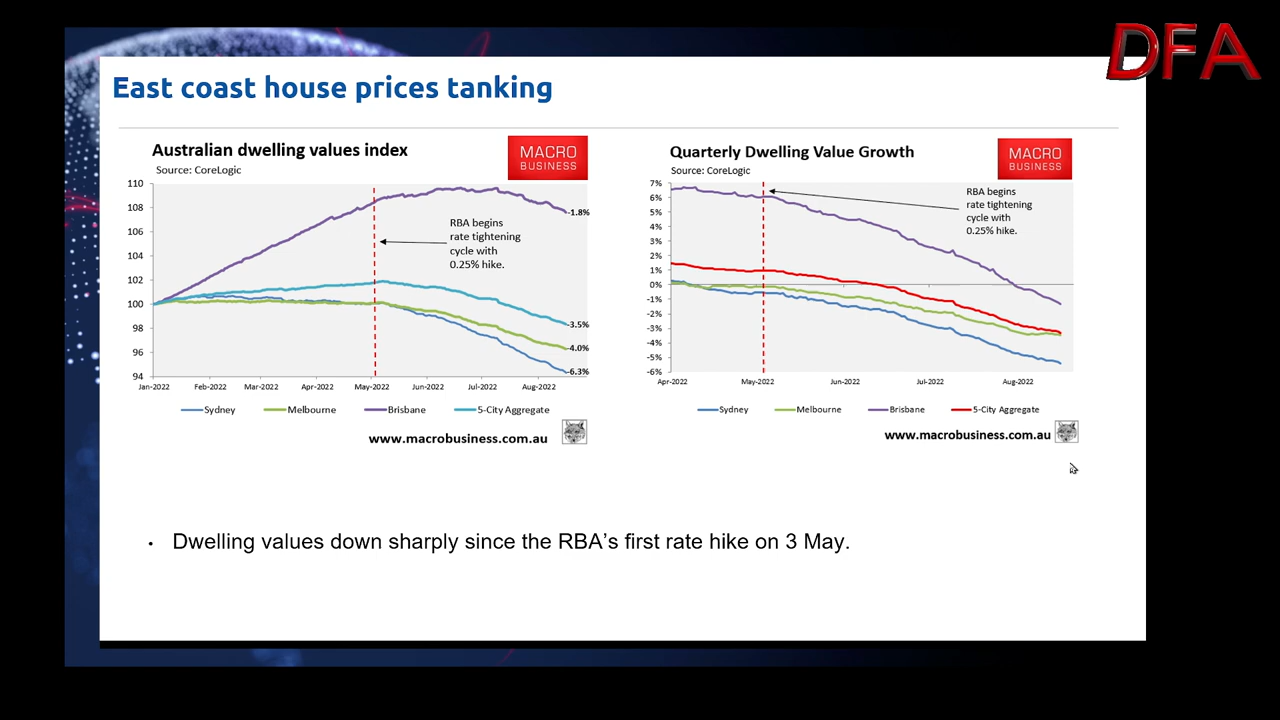 DFA
East coast house prices tanking
Australian dwelling values index
Source: CoreLogic
MACRO
BUSINESS
110
108
106
104
102
100
98
96
94
RBA begins
rate tightening
cycle with
0.25% hike.
-1.8%
-3.5%
-4.0%
-6.3%
Jan-2022 Feb-2022 Mar-2022 Apr-2022 May-2022 Jun-2022 Jul-2022 Aug-2022
Sydney Melbourne Brisbane 5-City Aggregate
www.macrobusiness.com.au
Quarterly Dwelling Value Growth
Source: CoreLogic
MACRO
BUSINESS
7%
6%
5%
4%
3%
2%
1%
0%
-1%
-2%
-3%
-4%
-5%
-6%
RBA begins
rate tightening
cycle with
0.25% hike.
Apr-2022 May-2022 Jun-2022 Jul-2022 Aug-2022
Sydney Melbourne Brisbane 5-City Aggregate
www.macrobusiness.com.au
• Dwelling values down sharply since the RBA’s first rate hike on 3 May.